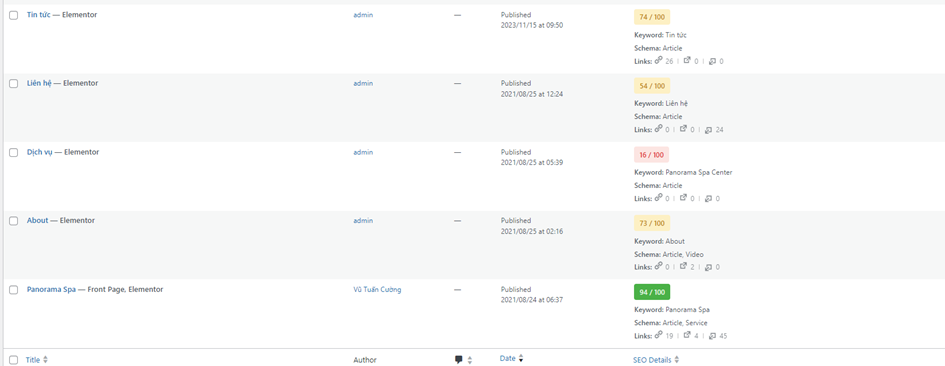 Tin tức — Elementor admin — Published 74 / 100
2023/11/15 at 09:50
Keyword: Tin tức
Schema: Article
Links: 26 | 0 | 0
Liên hệ — Elementor admin — Published 54 / 100
2021/08/25 at 12:24
Keyword: Liên hệ
Schema: Article
Links: 0 | 0 | 24
Dịch vụ — Elementor admin — Published 16 / 100
2021/08/25 at 05:39
Keyword: Panorama Spa Center
Schema: Article
Links: 0 | 0 | 0
About — Elementor admin — Published 73 / 100
2021/08/25 at 02:16
Keyword: About
Schema: Article, Video
Links: 0 | 2 | 0
Panorama Spa — Front Page, Elementor Vũ Tuấn Cường — Published 94 / 100
2021/08/24 at 06:37
Keyword: Panorama Spa
Schema: Article, Service
Links: 19 | 4 | 45
Title Author Date SEO Details